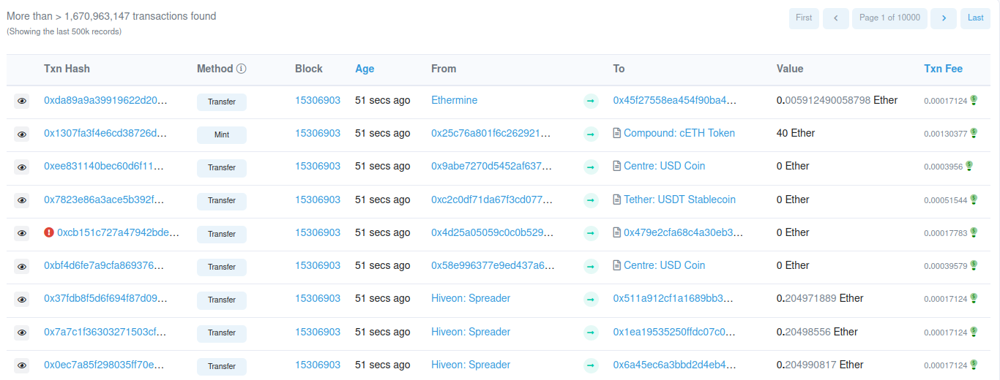 More than > 1,670,963,147 transactions found
(Showing the last 500k records)
First Page 1 of 10000 Last
Txn Hash Method Block Age From To Value Txn Fee
0xda89a9a39919622d20... Transfer 15306903 51 secs ago Ethermine 0x45f27558ea454f90ba4... 0.005912490058798 Ether 0.00017124
0x1307fa3f4e6cd38726d... Mint 15306903 51 secs ago 0x25c76a801f6c262921... Compound: cETH Token 40 Ether 0.00130377
0xee831140bec60d6f11... Transfer 15306903 51 secs ago 0x9abe7270d5452af637... Centre: USD Coin 0 Ether 0.0003956
0x7823e86a3ace5b392f... Transfer 15306903 51 secs ago 0xc2c0df71da67f3cd077... Tether: USDT Stablecoin 0 Ether 0.00051544
0xcb151c727a47942bde... Transfer 15306903 51 secs ago 0x4d25a05059c0c0b529... 0x479e2cfa68c4a30eb3... 0 Ether 0.00017783
0xbf4d6fe7a9cfa869376... Transfer 15306903 51 secs ago 0x58e996377e9ed437a6... Centre: USD Coin 0 Ether 0.00039579
0x37fdb8f5d6f694f87d09... Transfer 15306903 51 secs ago Hiveon: Spreader 0x511a912cf1a1689bb3... 0.204971889 Ether 0.00017124
0x7a7c1f36303271503cf... Transfer 15306903 51 secs ago Hiveon: Spreader 0x1ea19535250ffdc07c0... 0.20498556 Ether 0.00017124
0x0ec7a85f298035ff70e... Transfer 15306903 51 secs ago Hiveon: Spreader 0x6a45ec6a3bbd2d4eb4... 0.204990817 Ether 0.00017124